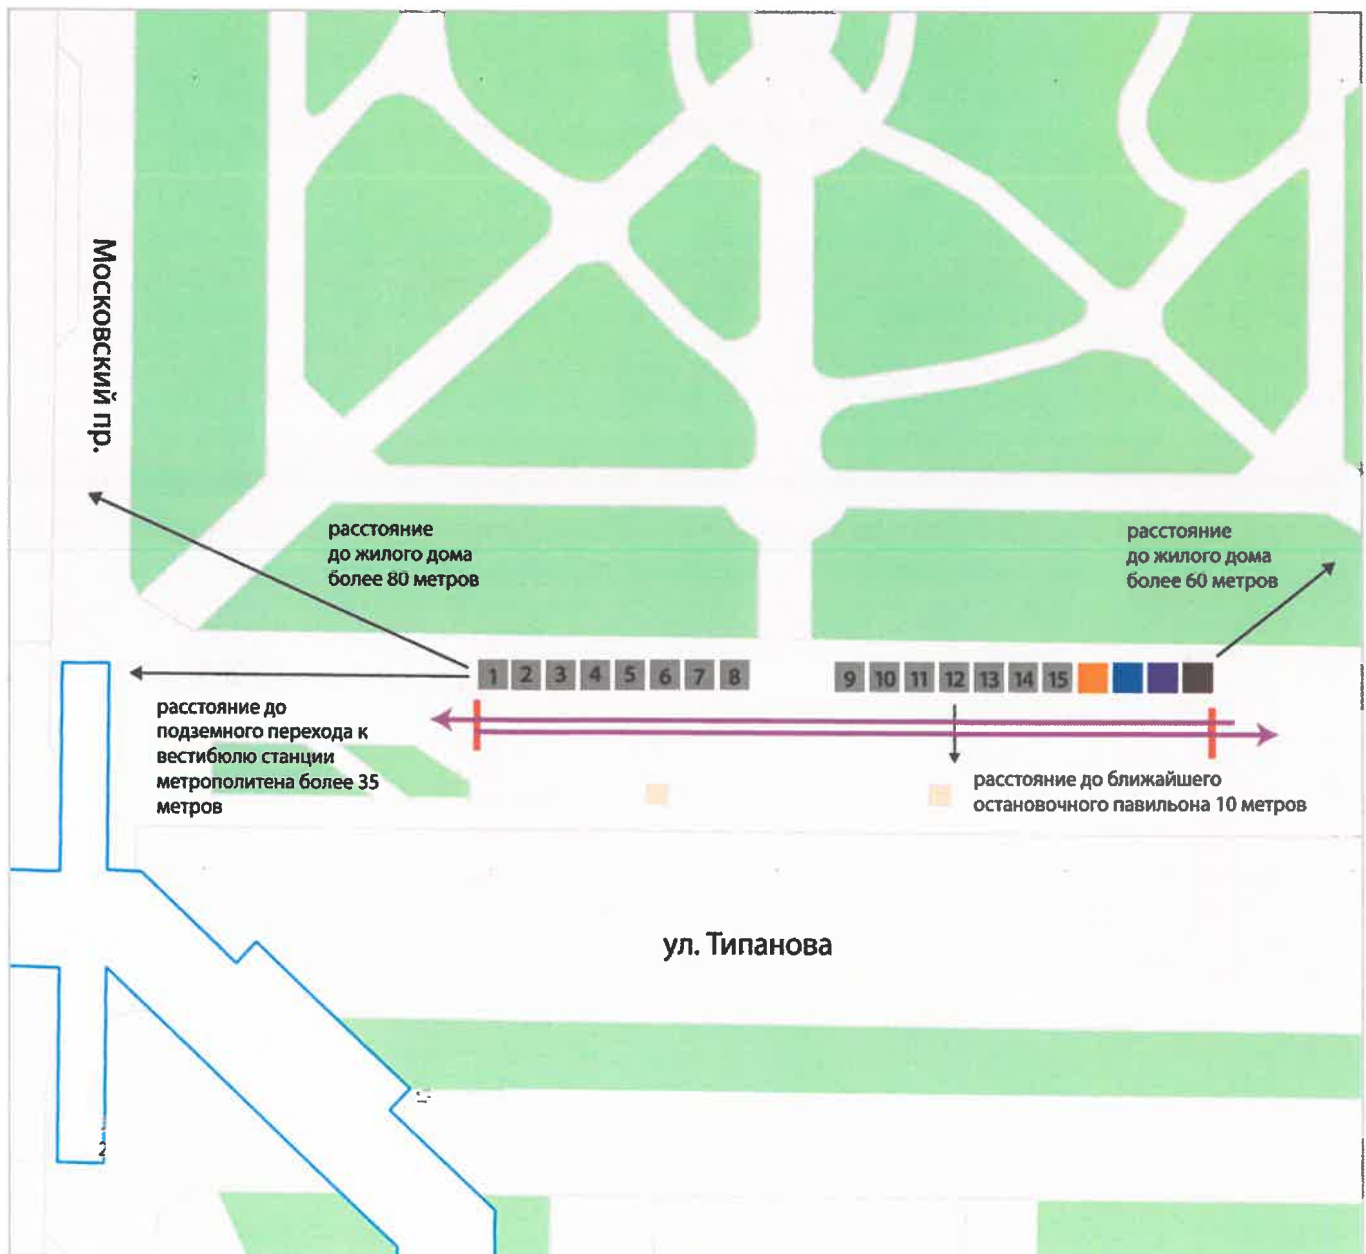 Московский пр.
расстояние
до жилого дома
более 80 метров
расстояние
до жилого дома
более 60 метров
1 2 3 4 5 6 7 8 9 10 11 12 13 14 15
расстояние до
подземного перехода к
вестибюлю станции
метрополитена более 35
метров
расстояние до ближайшего
остановочного павильона 10 метров
ул. Типанова
2